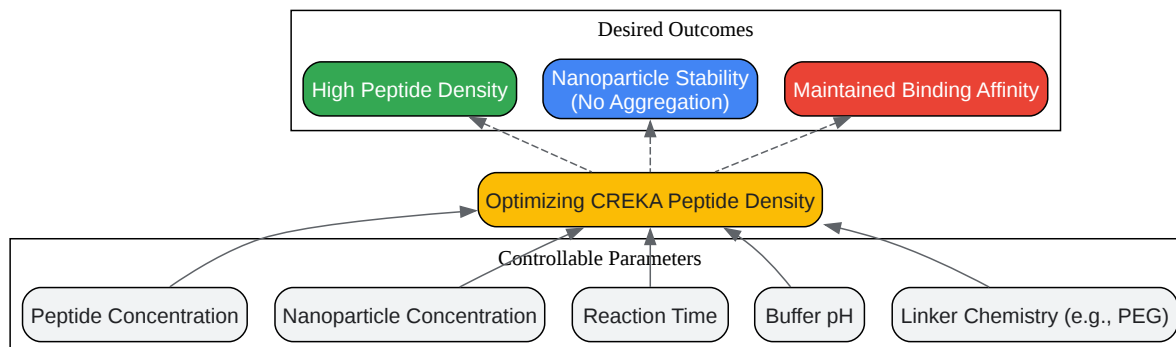 Desired Outcomes
High Peptide Density
Nanoparticle Stability
(No Aggregation)
Maintained Binding Affinity
Optimizing CREKA Peptide Density
Controllable Parameters
Peptide Concentration
Nanoparticle Concentration
Reaction Time
Buffer pH
Linker Chemistry (e.g., PEG)